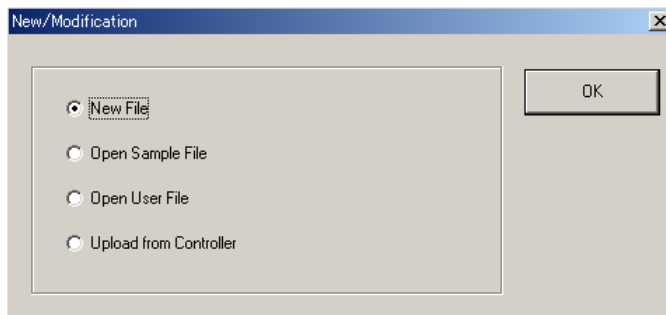 New/Modification
New File
OK
Open Sample File
Open User File
Upload from Controller